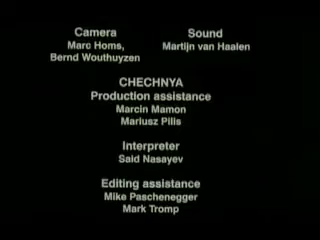 Camera
Marc Homs,
Bernd Wouthuyzen
Sound
Martijn van Haalen
CHECHNYA
Production assistance
Marcin Mamon
Mariusz Pilis
Interpreter
Said Nasayev
Editing assistance
Mike Paschenegger
Mark Tromp